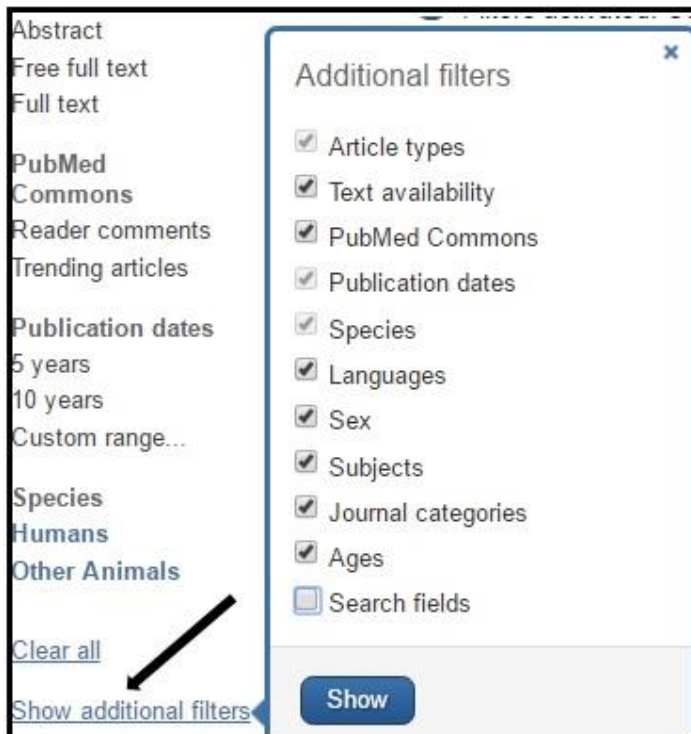 Abstract
Free full text
Full text
PubMed
Commons
Reader comments
Trending articles
Publication dates
5 years
10 years
Custom range...
Species
Humans
Other Animals
Clear all
Show additional filters
Additional filters
Article types
Text availability
PubMed Commons
Publication dates
Species
Languages
Sex
Subjects
Journal categories
Ages
Search fields
Show